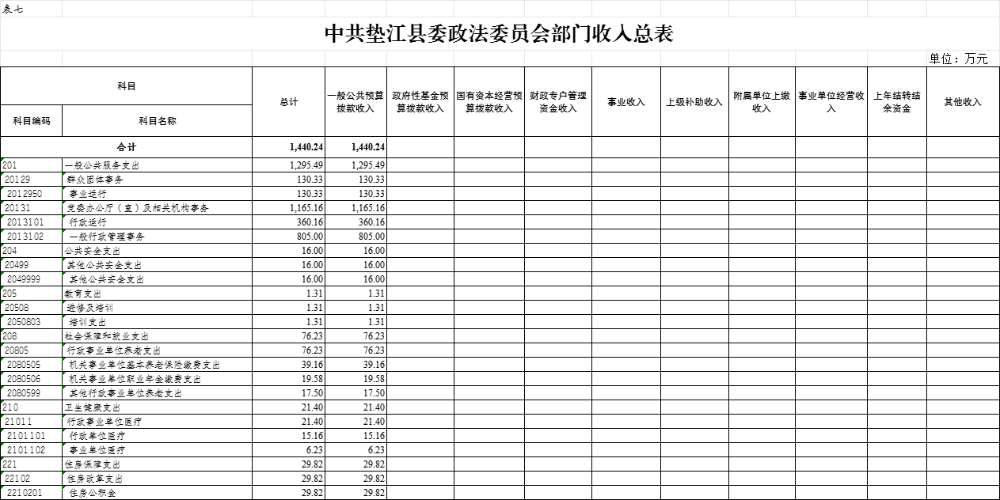 表七
中共垫江县委政法委员会部门收入总表
单位：万元
科目 总计 一般公共预算拨款收入 政府性基金预算拨款收入 国有资本经营预算拨款收入 财政专户管理资金收入 事业收入 上级补助收入 附属单位上缴收入 事业单位经营收入 上年结转结余资金 其他收入
科目编码 科目名称
合计 1,440.24 1,440.24
201 一般公共服务支出 1,295.49 1,295.49
20129 群众团体事务 130.33 130.33
2012950 事业运行 130.33 130.33
20131 党委办公厅（室）及相关机构事务 1,165.16 1,165.16
2013101 行政运行 360.16 360.16
2013102 一般行政管理事务 805.00 805.00
204 公共安全支出 16.00 16.00
20499 其他公共安全支出 16.00 16.00
2049999 其他公共安全支出 16.00 16.00
205 教育支出 1.31 1.31
20508 进修及培训 1.31 1.31
2050803 培训支出 1.31 1.31
208 社会保障和就业支出 76.23 76.23
20805 行政事业单位养老支出 76.23 76.23
2080505 机关事业单位基本养老保险缴费支出 39.16 39.16
2080506 机关事业单位职业年金缴费支出 19.58 19.58
2080599 其他行政事业单位养老支出 17.50 17.50
210 卫生健康支出 21.40 21.40
21011 行政事业单位医疗 21.40 21.40
2101101 行政单位医疗 15.16 15.16
2101102 事业单位医疗 6.23 6.23
221 住房保障支出 29.82 29.82
22102 住房改革支出 29.82 29.82
2210201 住房公积金 29.82 29.82